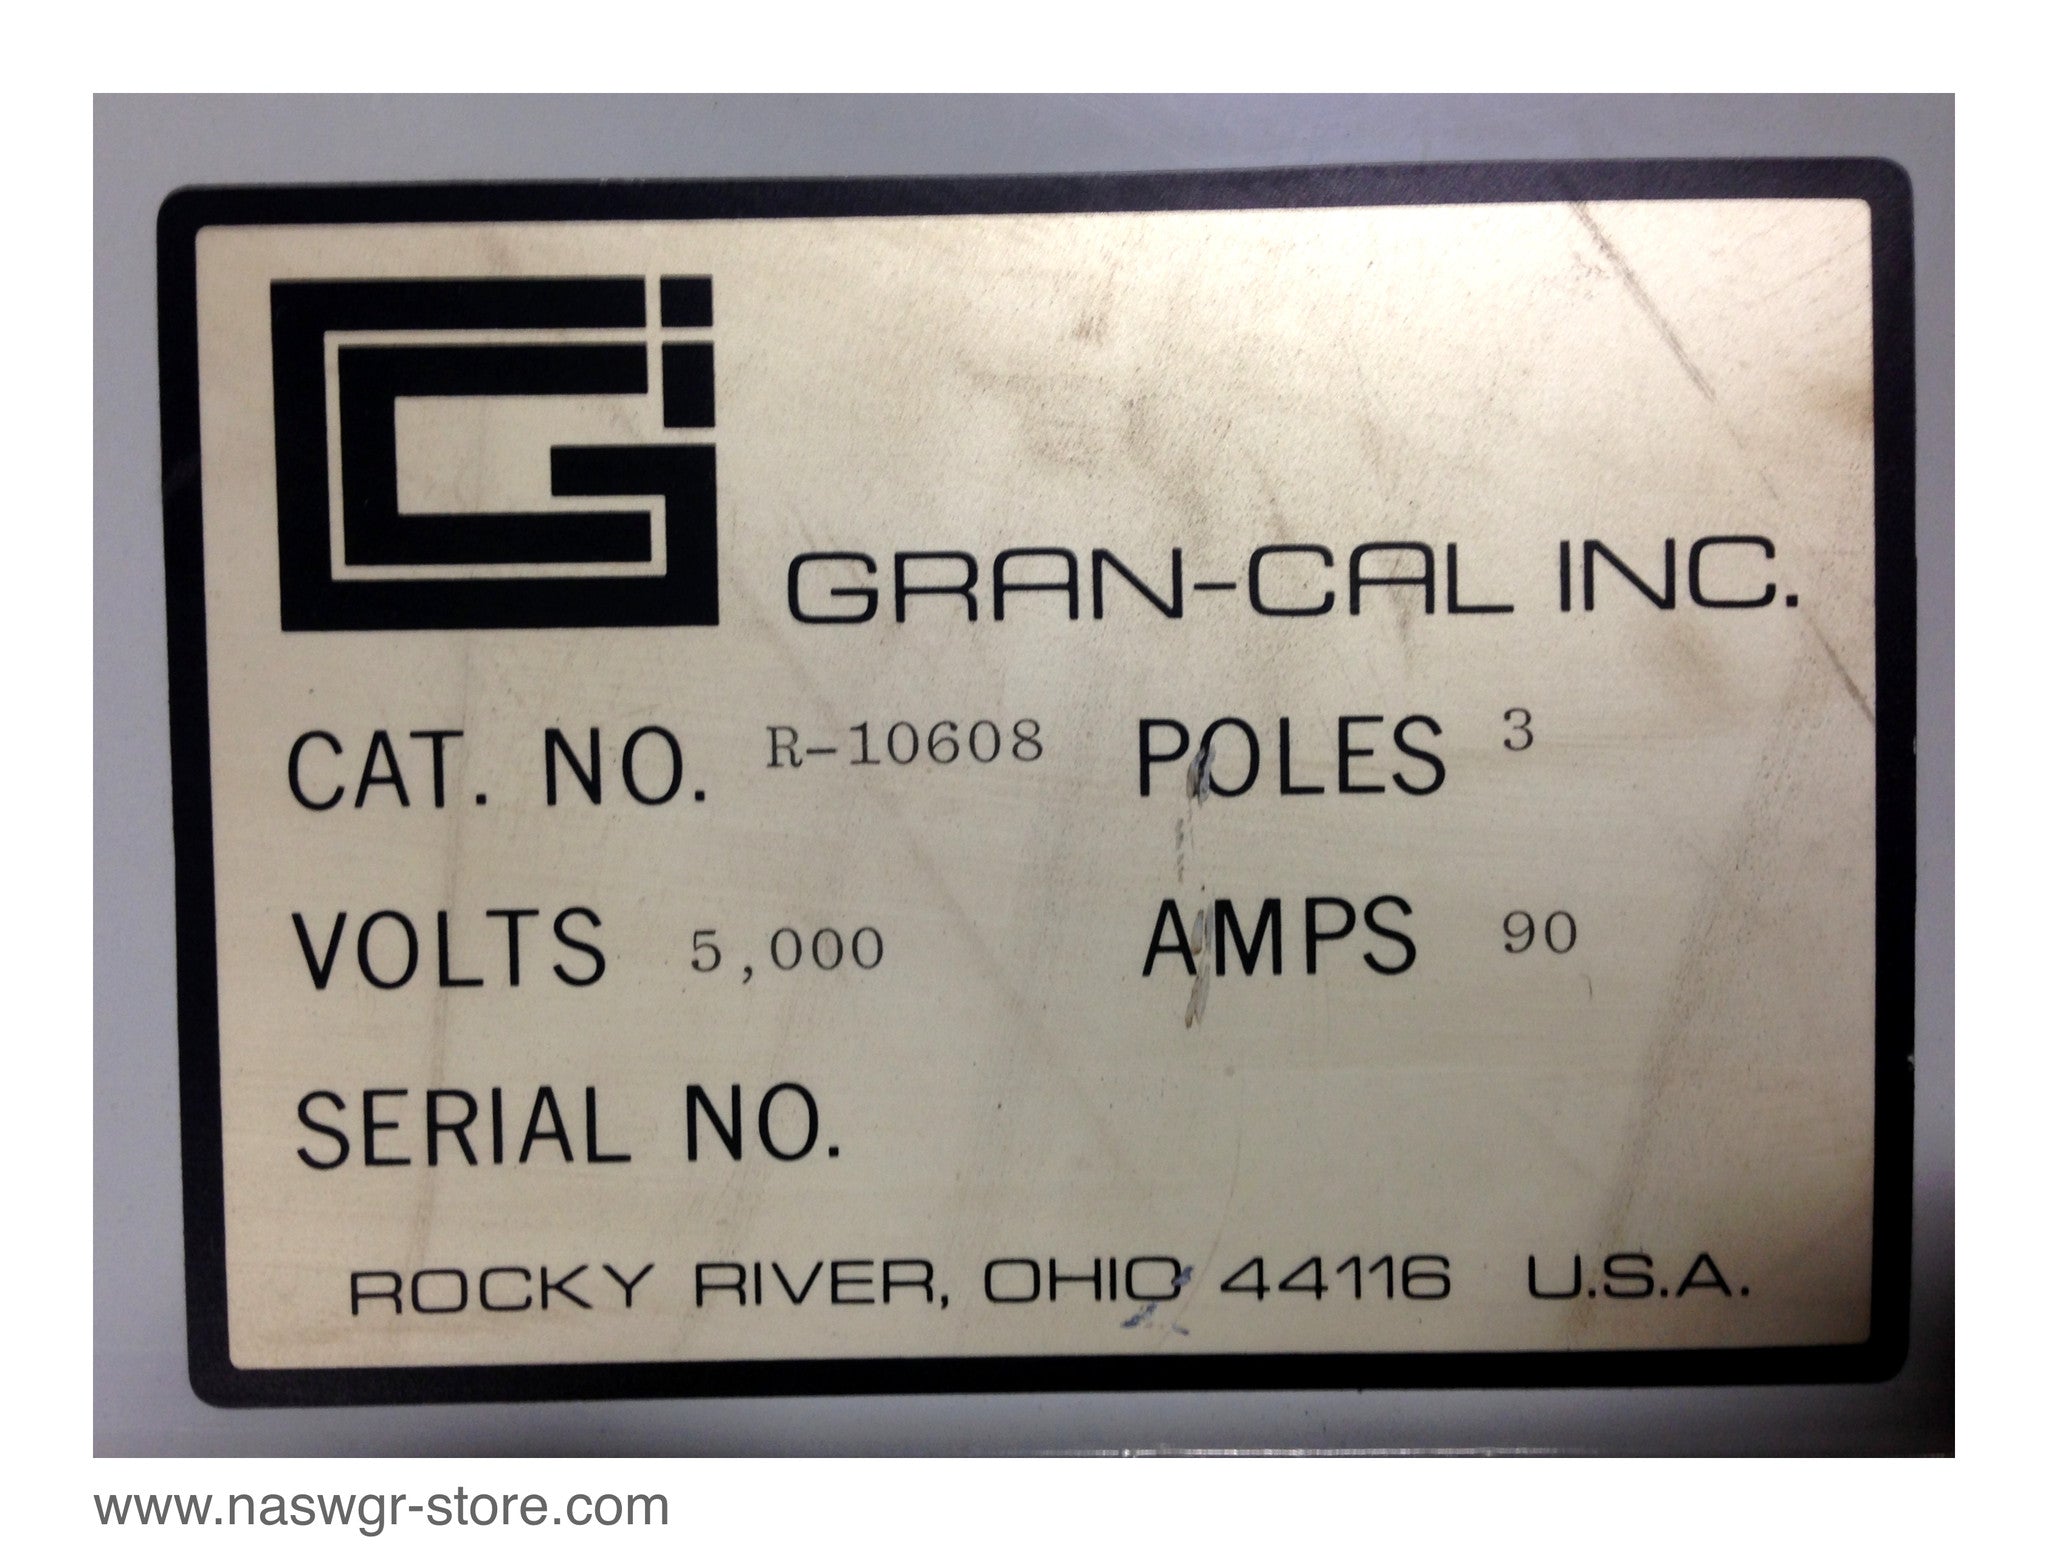 GRAN-CAL INC.
CAT. NO. R-10608 POLES 3
VOLTS 5,000 AMPS 90
SERIAL NO.
ROCKY RIVER, OHIO 44116 U.S.A.
www.naswgr-store.com